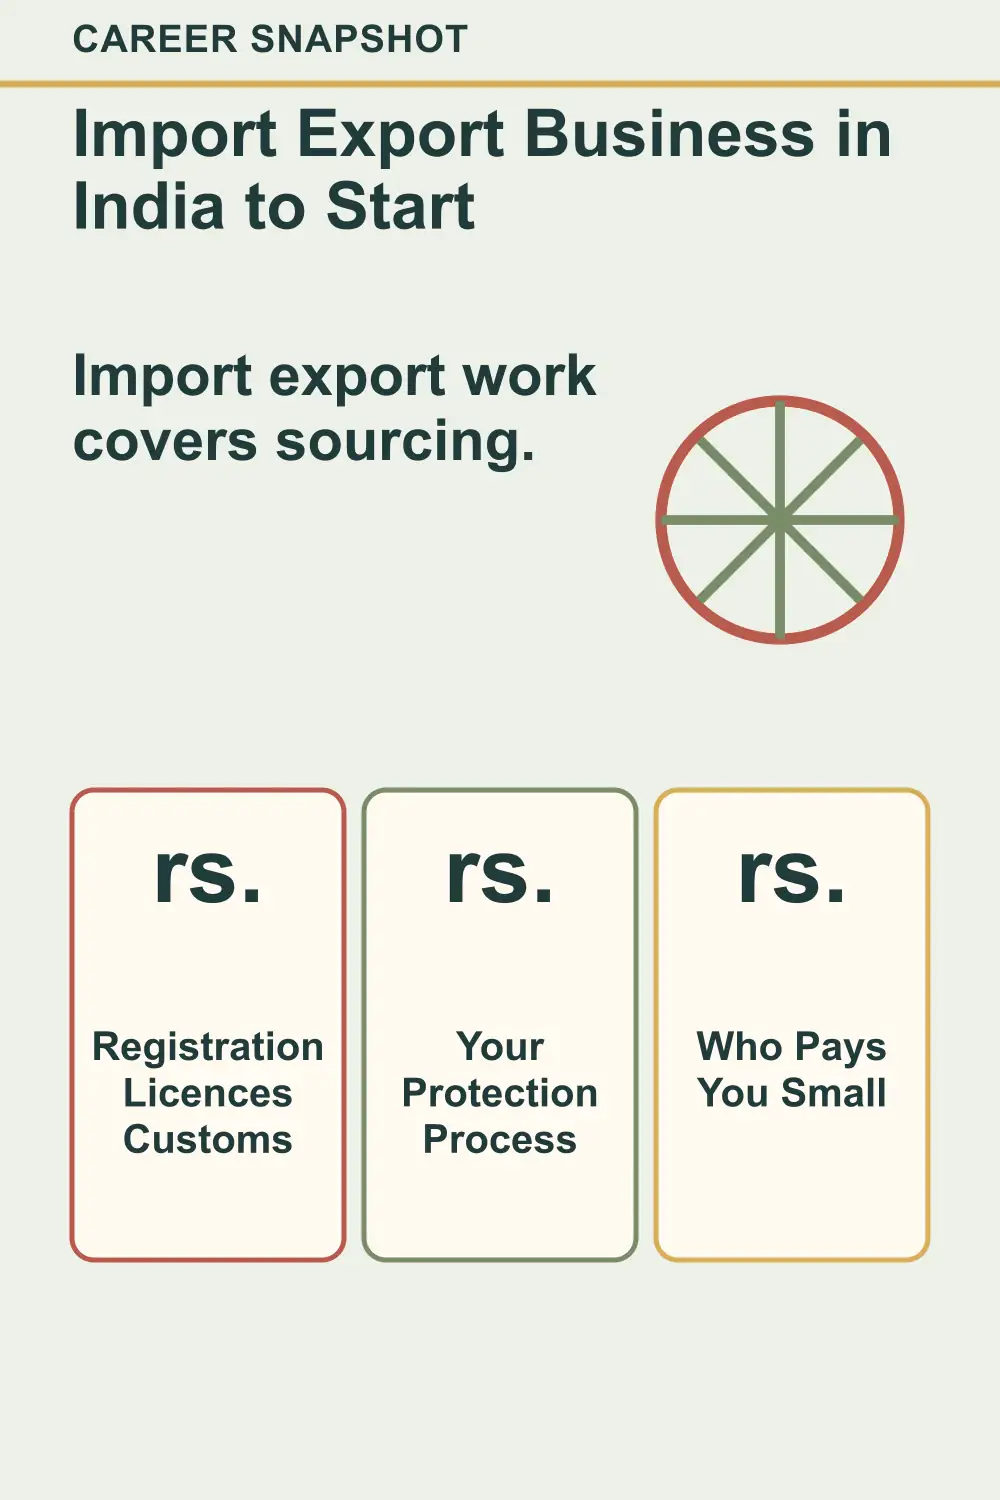 CAREER SNAPSHOT
Import Export Business in
India to Start
Import export work
covers sourcing.
rs.
Registration
Licences
Customs
rs.
Your
Protection
Process
rs.
Who Pays
You Small